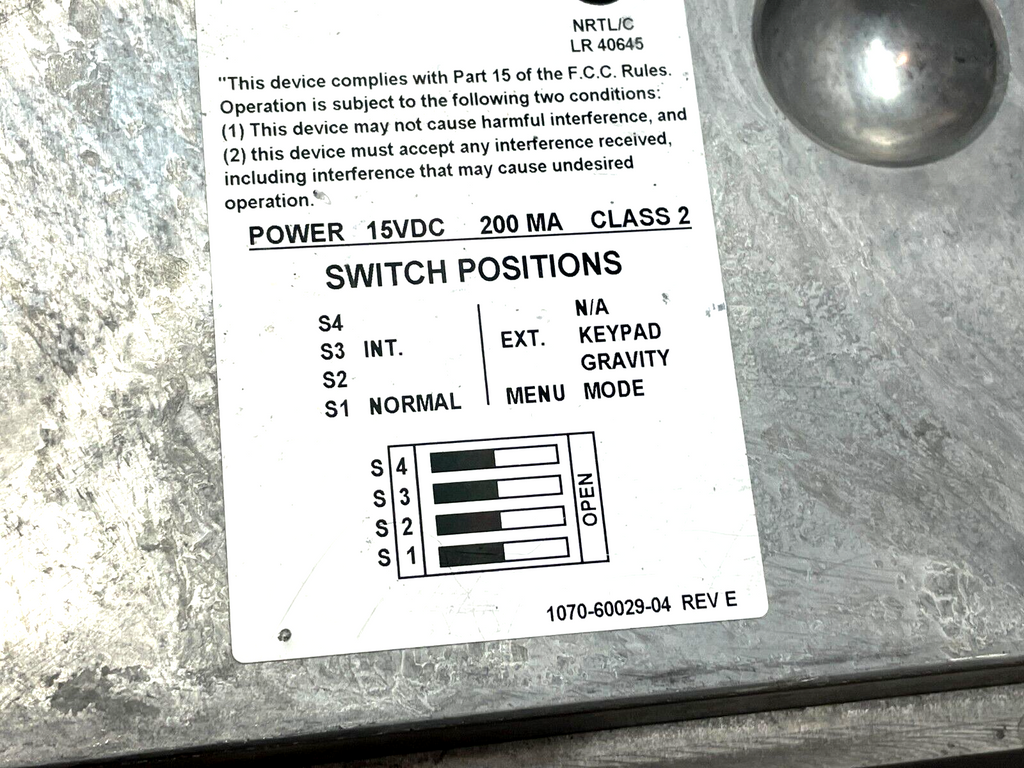 NRTL/C
LR 40645
"This device complies with Part 15 of the F.C.C. Rules.
Operation is subject to the following two conditions:
(1) This device may not cause harmful interference, and
(2) this device must accept any interference received,
including interference that may cause undesired
operation."
POWER 15VDC 200 MA CLASS 2
SWITCH POSITIONS
S4 N/A
S3 INT. EXT. KEYPAD
S2 GRAVITY
S1 NORMAL MENU MODE
S 4
S 3
S 2
S 1
OPEN
1070-60029-04 REV E